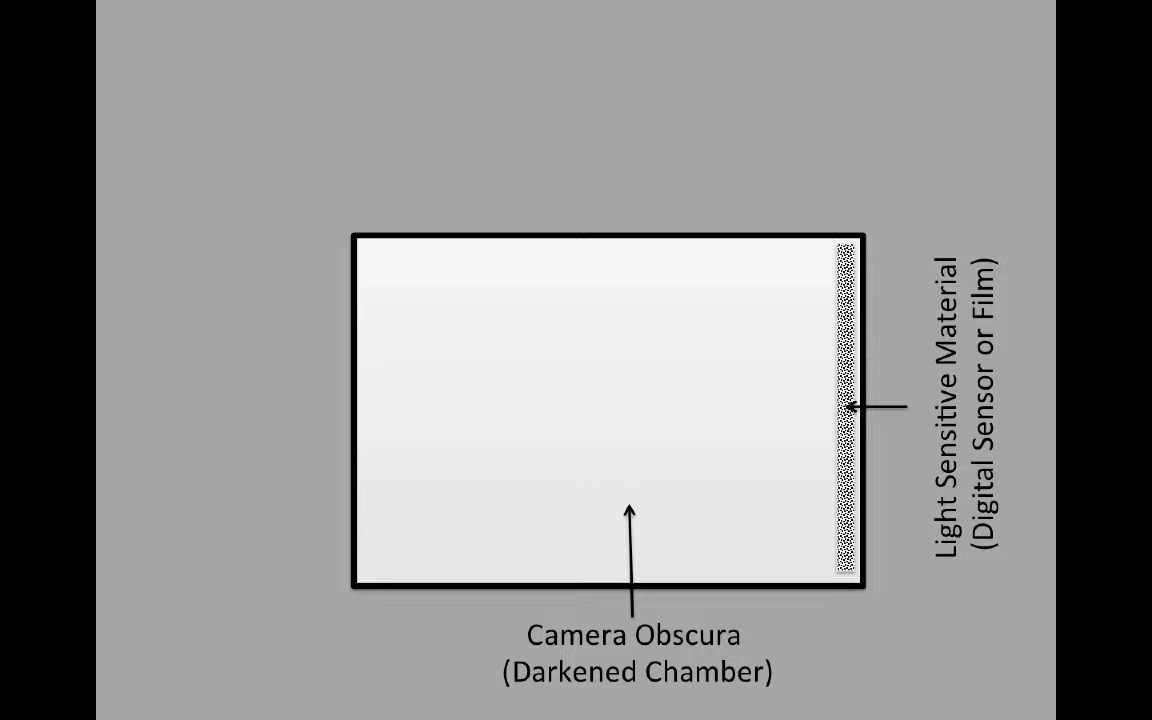 Light Sensitive Material
(Digital Sensor or Film)
Camera Obscura
(Darkened Chamber)